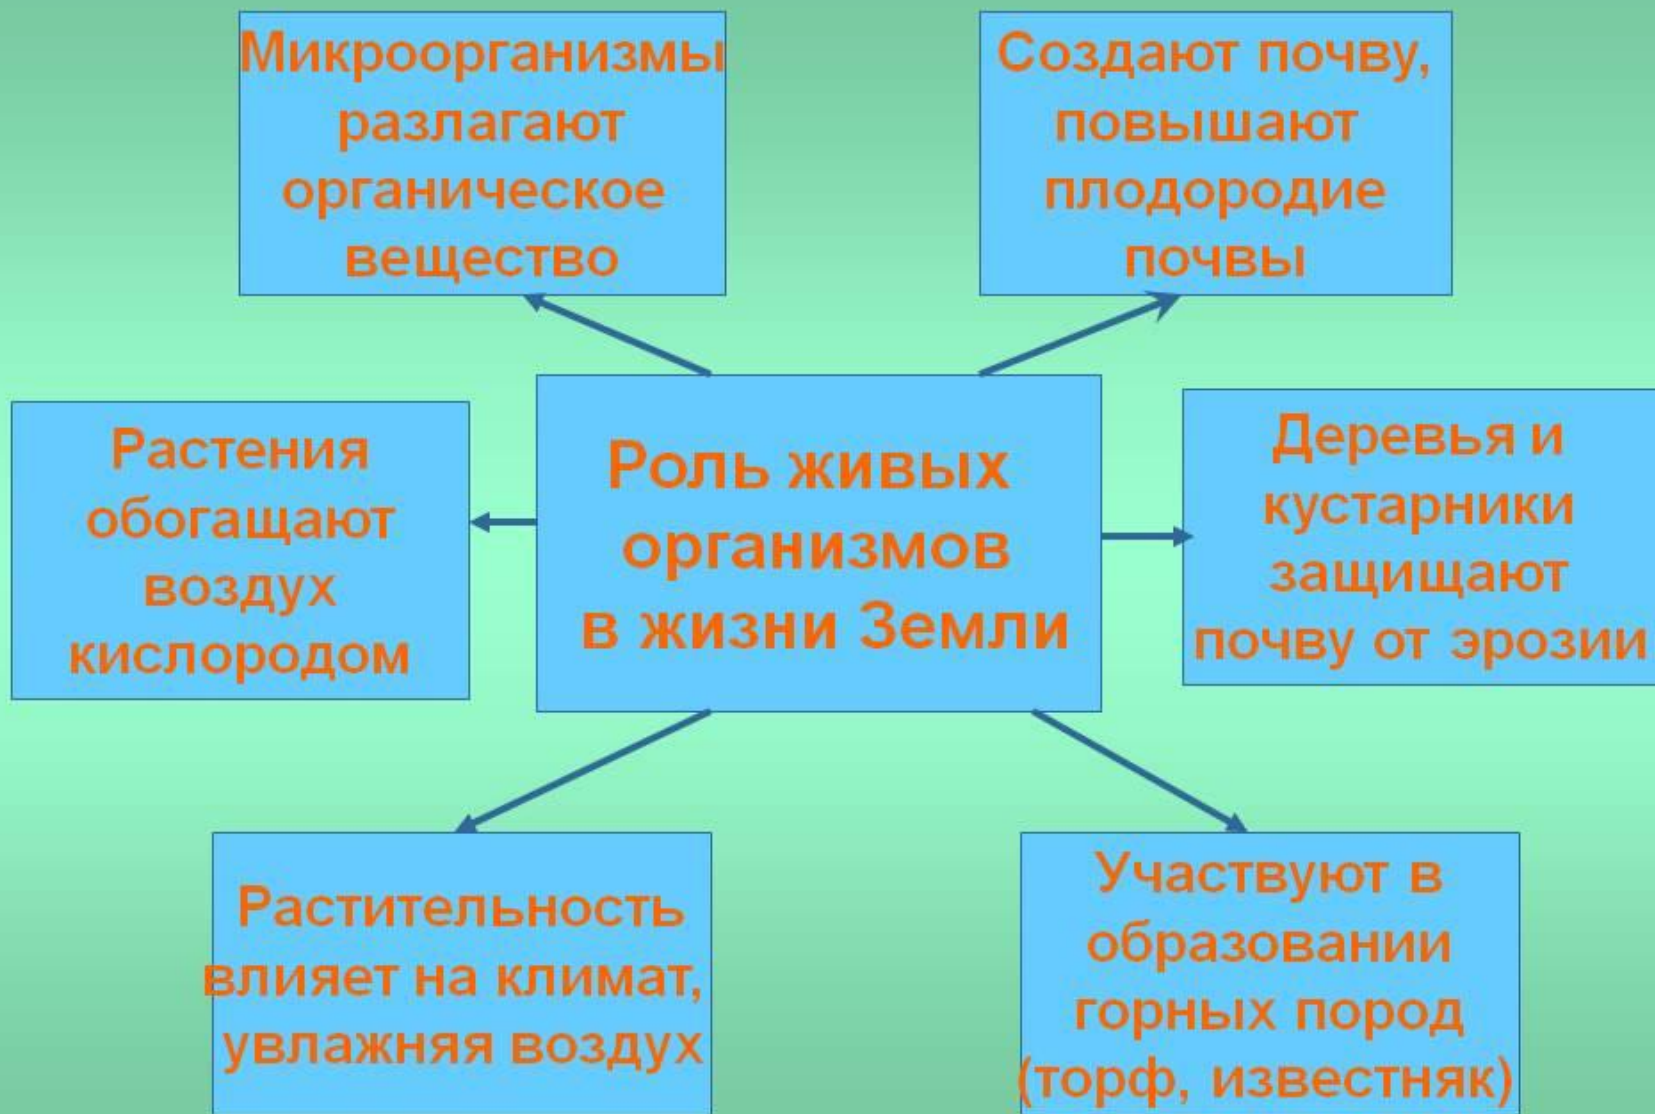 Микроорганизмы
разлагают
органическое
вещество
Создают почву,
повышают
плодородие
почвы
Растения
обогащают
воздух
кислородом
Роль живых
организмов
в жизни Земли
Деревья и
кустарники
защищают
почву от эрозии
Растительность
влияет на климат,
увлажняя воздух
Участвуют в
образовании
горных пород
(торф, известняк)